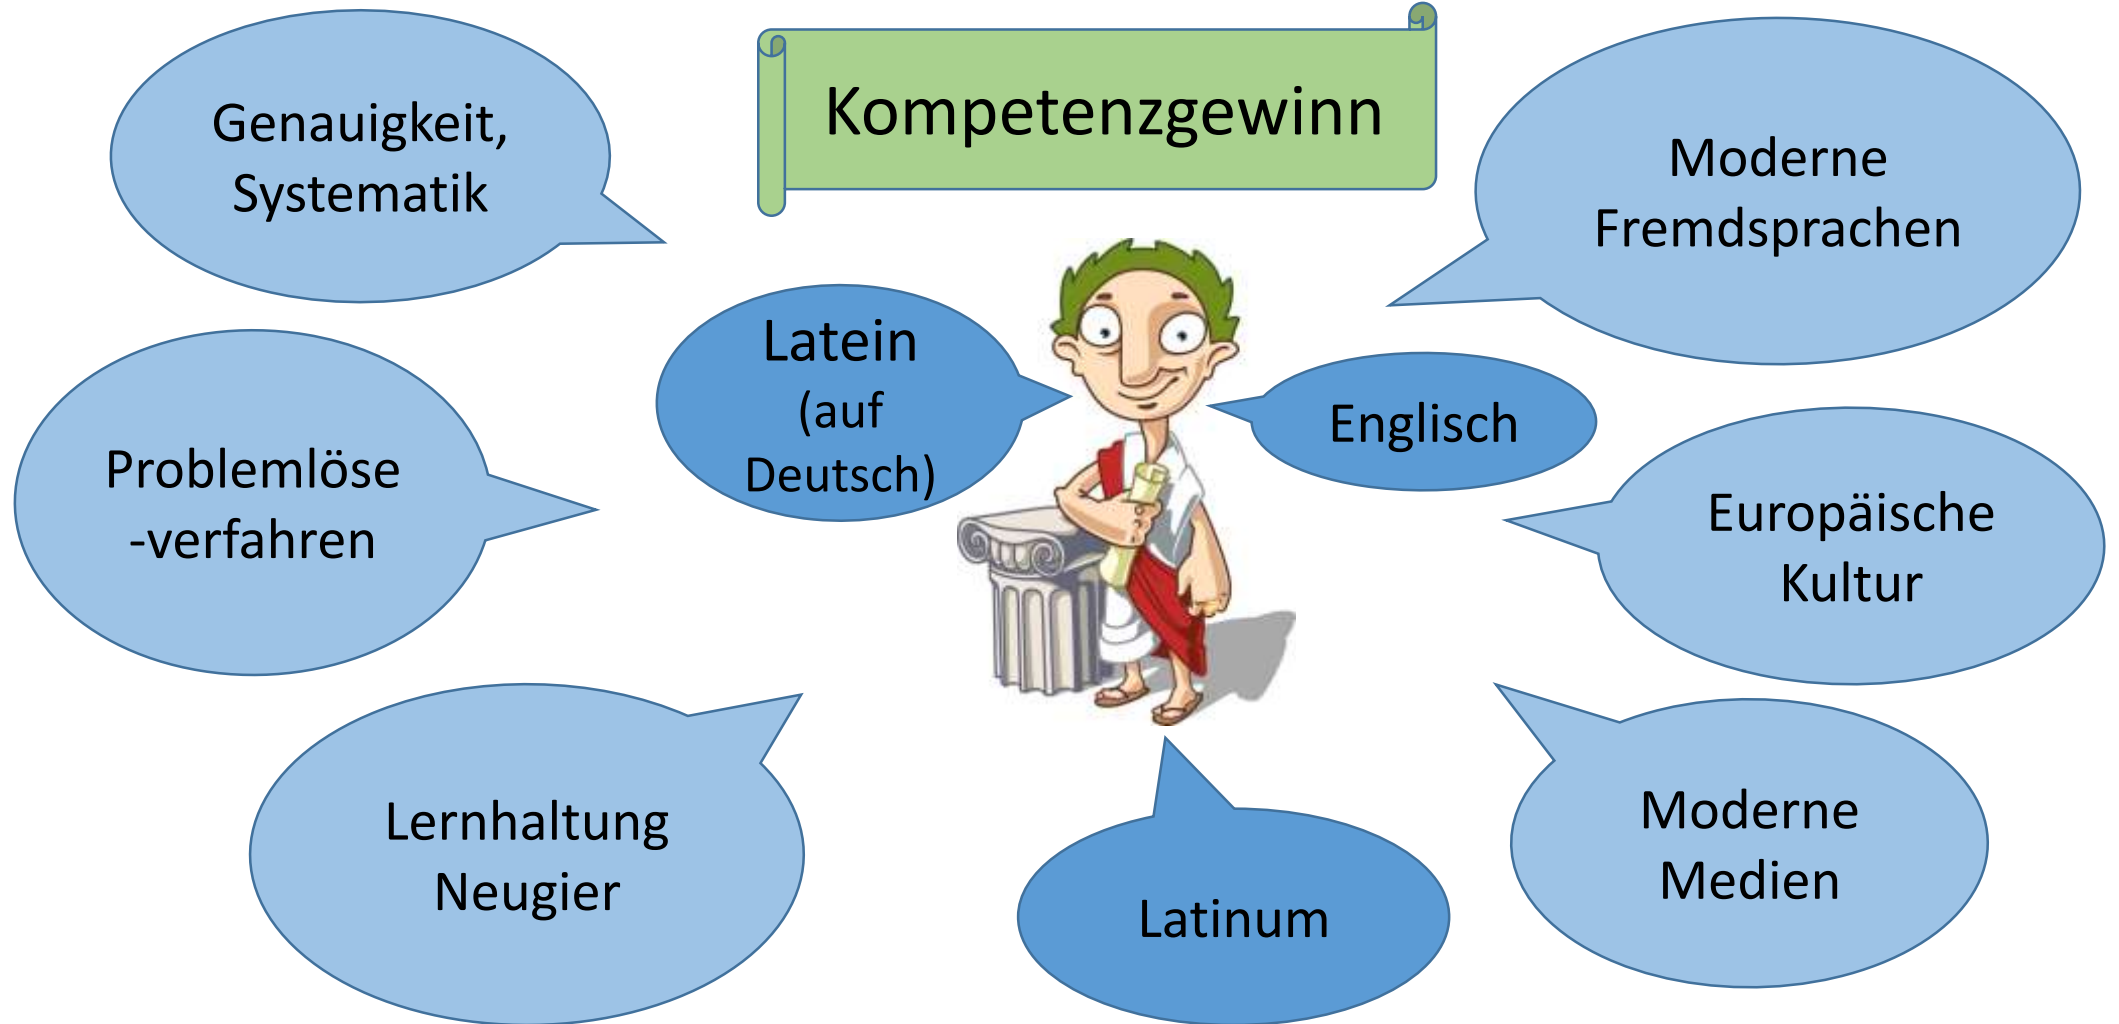 Kompetenzgewinn
Genauigkeit,
Systematik
Moderne
Fremdsprachen
Latein
(auf
Deutsch)
Englisch
Problemlöse
-verfahren
Europäische
Kultur
Lernhaltung
Neugier
Latinum
Moderne
Medien